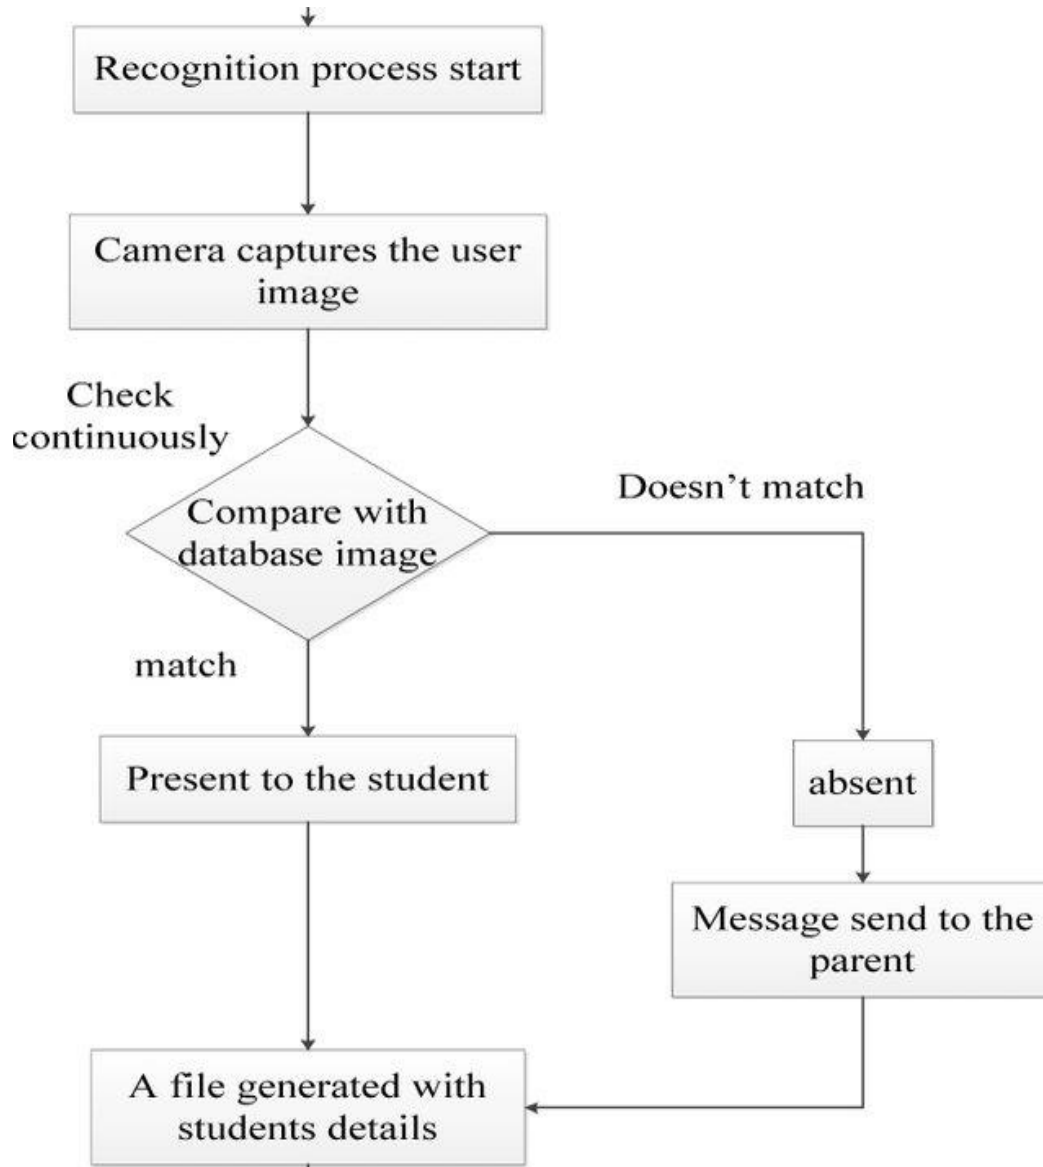 Recognition process start
Camera captures the user
image
Check
continuously
Doesn't match
Compare with
database image
match
Present to the student
absent
Message send to the
parent
A file generated with
students details